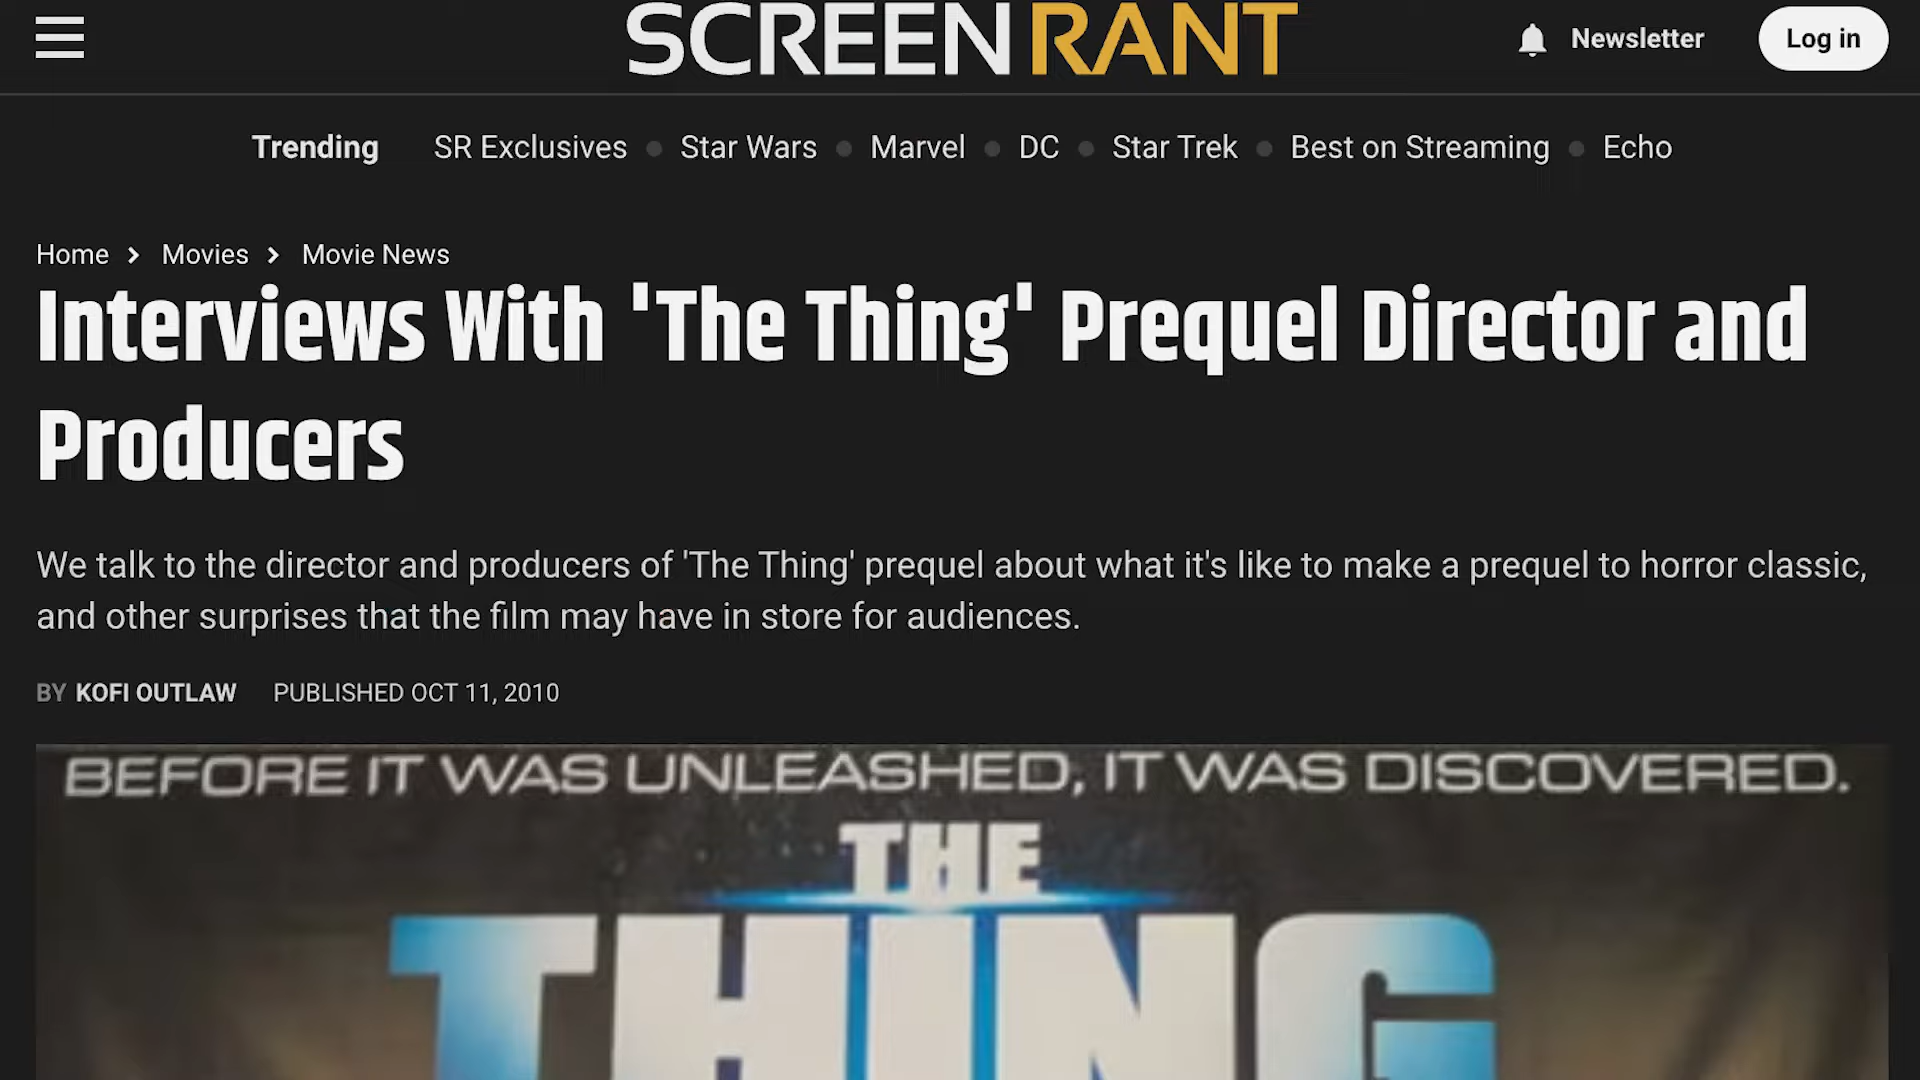 SCREENRANT
Newsletter
Log in
Trending SR Exclusives Star Wars Marvel DC Star Trek Best on Streaming Echo
Home > Movies > Movie News
Interviews With 'The Thing' Prequel Director and
Producers
We talk to the director and producers of 'The Thing' prequel about what it's like to make a prequel to horror classic,
and other surprises that the film may have in store for audiences.
BY KOFI OUTLAW PUBLISHED OCT 11, 2010
BEFORE IT WAS UNLEASHED, IT WAS DISCOVERED.
THE
THING